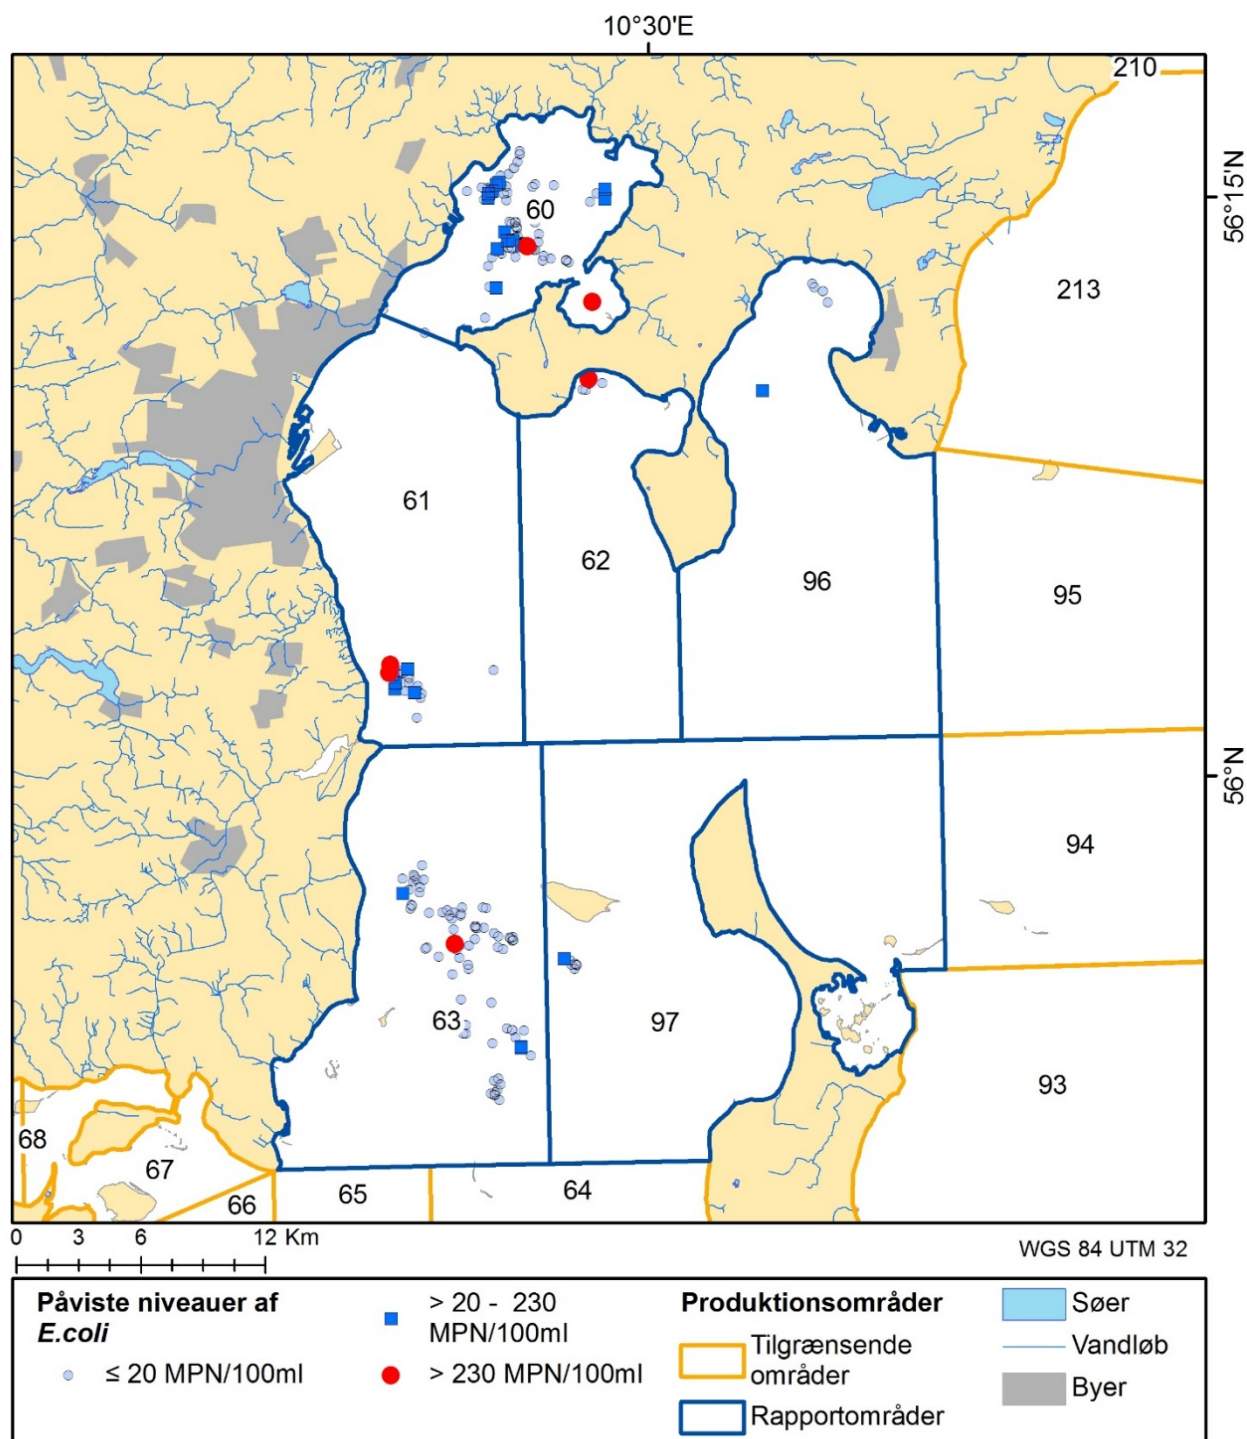 10°30'E
210
56°15'N
60
213
61
62
96
95
56°N
94
63
97
93
68
67
66
65
64
0 3 6 12 Km
WGS 84 UTM 32
Påviste niveauer af
E.coli
≤ 20 MPN/100ml
> 20 - 230
MPN/100ml
> 230 MPN/100ml
Produktionsområder
Tilgrænsende
områder
Rapportområder
Søer
Vandløb
Byer